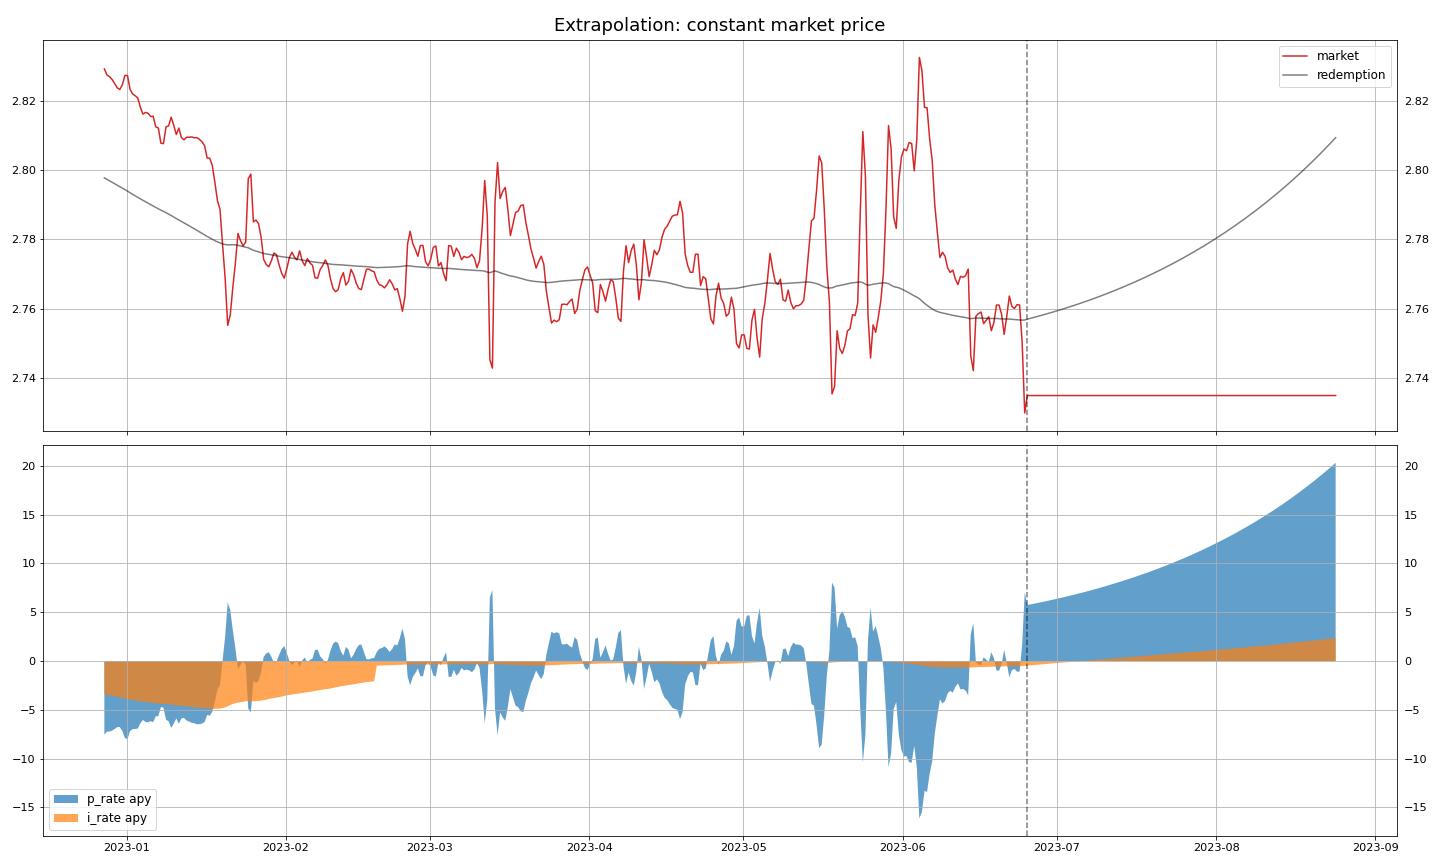 Extrapolation: constant market price
market
redemption
2.82 2.82
2.80 2.80
2.78 2.78
2.76 2.76
2.74 2.74
20 20
15 15
10 10
5 5
0 0
−5 −5
−10 −10
−15 −15
p_rate apy
i_rate apy
2023-01 2023-02 2023-03 2023-04 2023-05 2023-06 2023-07 2023-08 2023-09